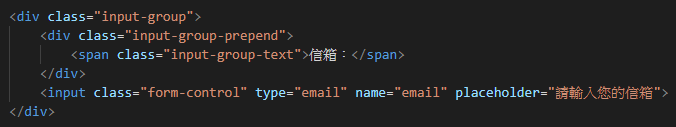 <div class="input-group">
<div class="input-group-prepend">
<span class="input-group-text">信箱：</span>
</div>
<input class="form-control" type="email" name="email" placeholder="請輸入您的信箱">
</div>